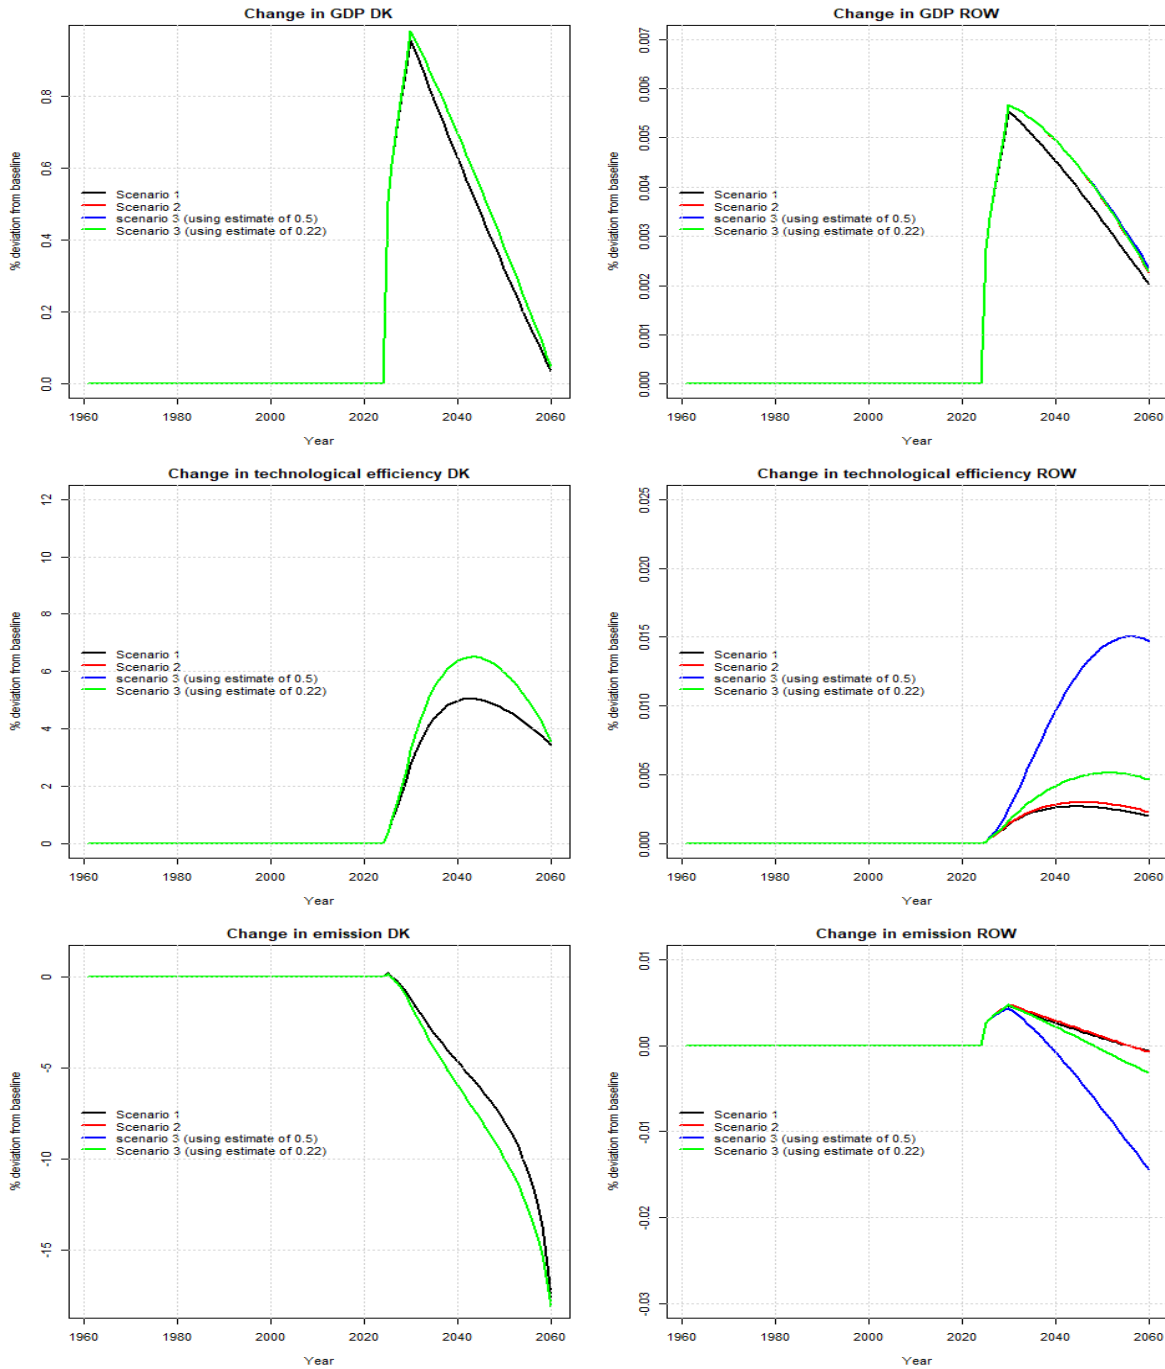 Change in GDP DK
% deviation from baseline
0.8
0.6
0.4
0.2
0.0
Scenario 1
Scenario 2
scenario 3 (using estimate of 0.5)
Scenario 3 (using estimate of 0.22)
1960 1980 2000 2020 2040 2060
Year
Change in GDP ROW
% deviation from baseline
0.007
0.006
0.005
0.004
0.003
0.002
0.001
0.000
Scenario 1
Scenario 2
scenario 3 (using estimate of 0.5)
Scenario 3 (using estimate of 0.22)
1960 1980 2000 2020 2040 2060
Year
Change in technological efficiency DK
% deviation from baseline
12
10
8
6
4
2
0
Scenario 1
Scenario 2
scenario 3 (using estimate of 0.5)
Scenario 3 (using estimate of 0.22)
1960 1980 2000 2020 2040 2060
Year
Change in technological efficiency ROW
% deviation from baseline
0.025
0.020
0.015
0.010
0.005
0.000
Scenario 1
Scenario 2
scenario 3 (using estimate of 0.5)
Scenario 3 (using estimate of 0.22)
1960 1980 2000 2020 2040 2060
Year
Change in emission DK
% deviation from baseline
0
-5
-10
-15
Scenario 1
Scenario 2
scenario 3 (using estimate of 0.5)
Scenario 3 (using estimate of 0.22)
1960 1980 2000 2020 2040 2060
Year
Change in emission ROW
% deviation from baseline
0.01
0.00
-0.01
-0.02
-0.03
Scenario 1
Scenario 2
scenario 3 (using estimate of 0.5)
Scenario 3 (using estimate of 0.22)
1960 1980 2000 2020 2040 2060
Year